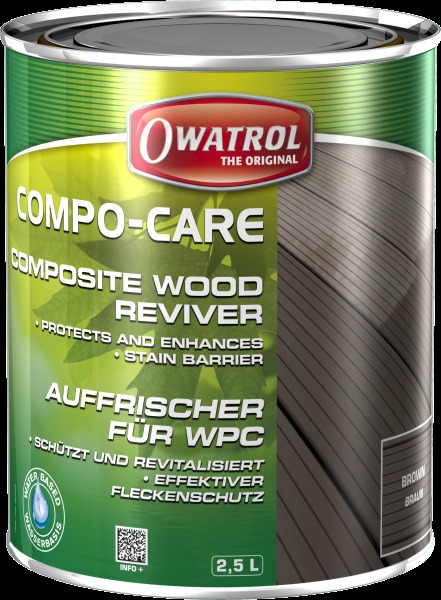 OWATROL
THE ORIGINAL
COMPO-CARE
COMPOSITE WOOD
REVIVER
• PROTECTS AND ENHANCES
• STAIN BARRIER
AUFFRISCHER
FÜR WPC
• SCHÜTZT UND REVITALISIERT
• EFFEKTIVER
FLECKENSCHUTZ
BROWN
BRAUN
WATER BASED
WASSERBASIS
INFO +
2,5 L